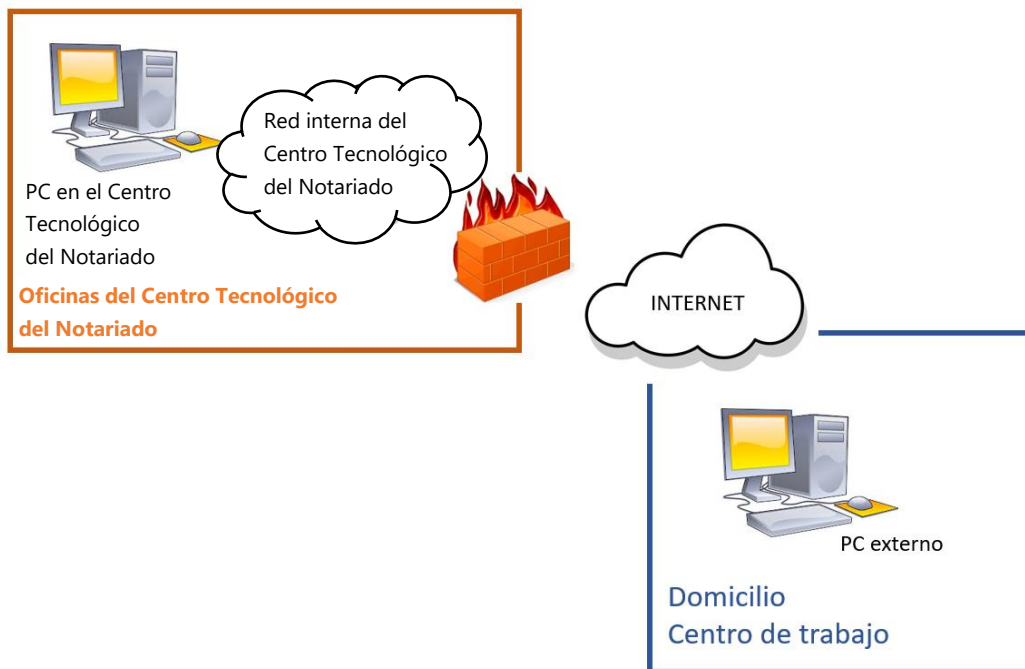 Red interna del
Centro Tecnológico
del Notariado
PC en el Centro
Tecnológico
del Notariado
Oficinas del Centro Tecnológico
del Notariado
INTERNET
PC externo
Domicilio
Centro de trabajo